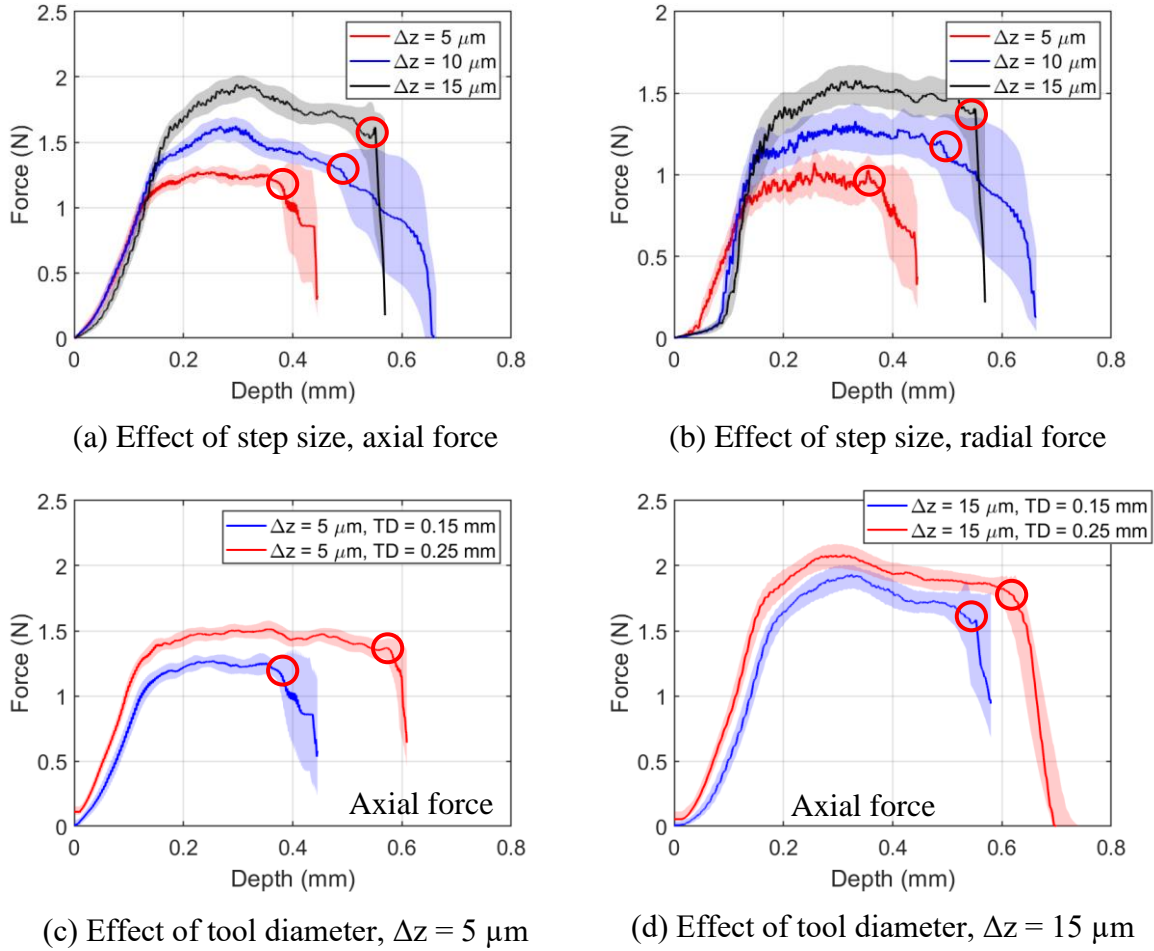 2.5
2
1.5
1
0.5
0
Force (N)
Δz = 5 μm
Δz = 10 μm
Δz = 15 μm
0 0.2 0.4 0.6 0.8
Depth (mm)
(a) Effect of step size, axial force
2
1.5
1
0.5
0
Force (N)
Δz = 5 μm
Δz = 10 μm
Δz = 15 μm
0 0.2 0.4 0.6 0.8
Depth (mm)
(b) Effect of step size, radial force
2.5
2
1.5
1
0.5
0
Force (N)
Δz = 5 μm, TD = 0.15 mm
Δz = 5 μm, TD = 0.25 mm
Axial force
0 0.2 0.4 0.6 0.8
Depth (mm)
(c) Effect of tool diameter, Δz = 5 µm
2.5
2
1.5
1
0.5
0
Force (N)
Δz = 15 μm, TD = 0.15 mm
Δz = 15 μm, TD = 0.25 mm
Axial force
0 0.2 0.4 0.6 0.8
Depth (mm)
(d) Effect of tool diameter, Δz = 15 µm